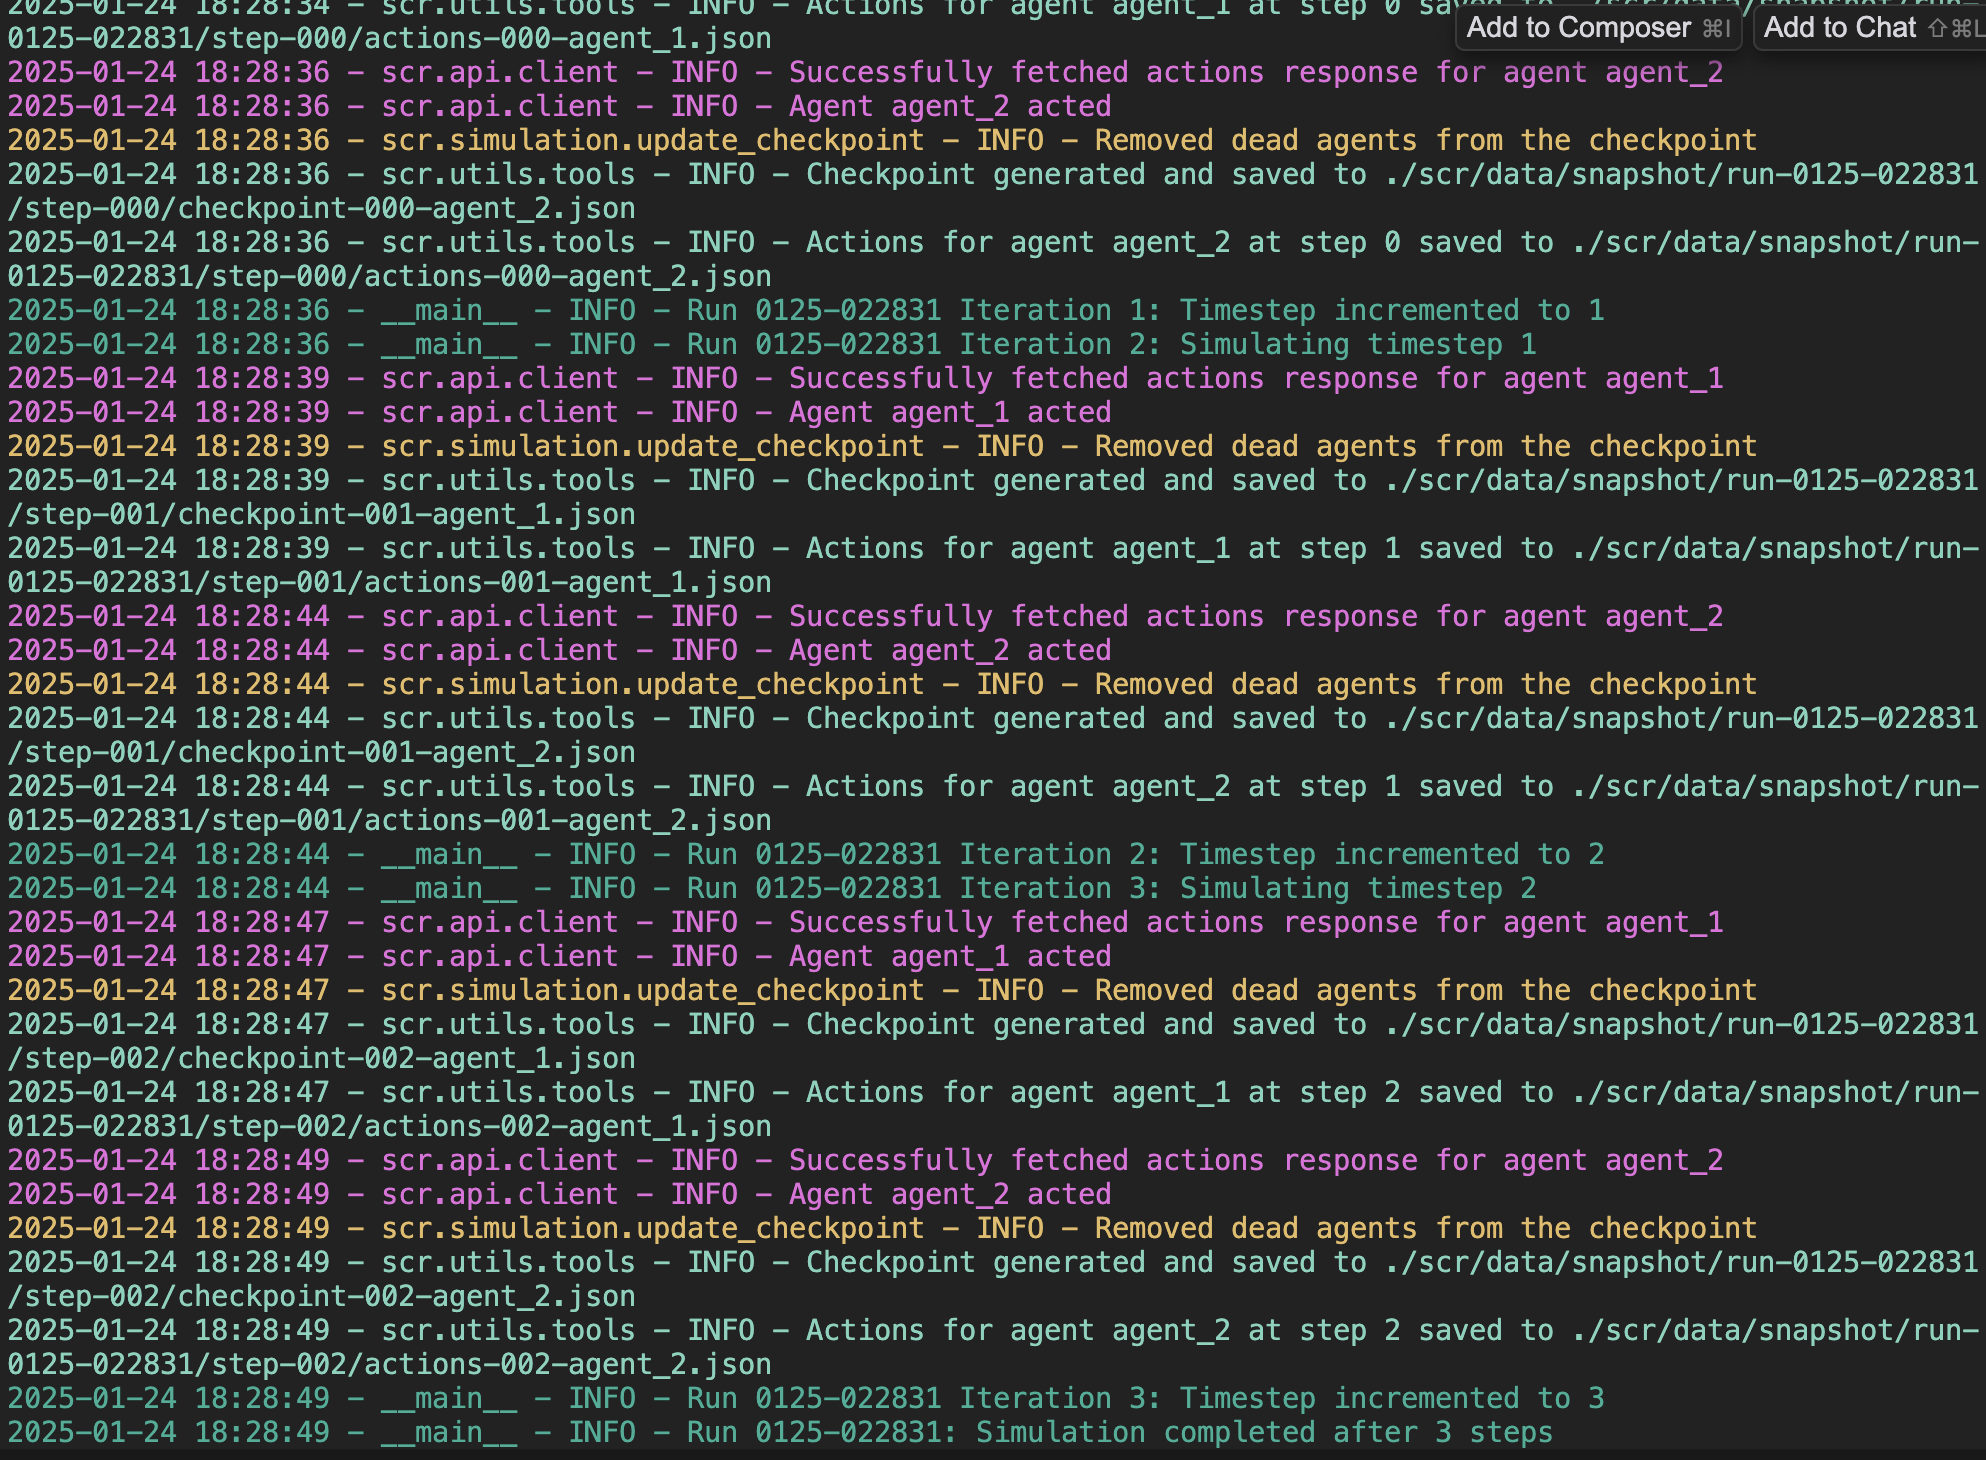 2025-01-24 18:28:34 - scr.utils.tools - INFO - Actions for agent agent_1 at step 0 saved to ./scr/data/snapshot/run-
Add to Composer ⌘I Add to Chat ⇧⌘L
0125-022831/step-000/actions-000-agent_1.json
2025-01-24 18:28:36 - scr.api.client - INFO - Successfully fetched actions response for agent agent_2
2025-01-24 18:28:36 - scr.api.client - INFO - Agent agent_2 acted
2025-01-24 18:28:36 - scr.simulation.update_checkpoint - INFO - Removed dead agents from the checkpoint
2025-01-24 18:28:36 - scr.utils.tools - INFO - Checkpoint generated and saved to ./scr/data/snapshot/run-0125-022831
/step-000/checkpoint-000-agent_2.json
2025-01-24 18:28:36 - scr.utils.tools - INFO - Actions for agent agent_2 at step 0 saved to ./scr/data/snapshot/run-
0125-022831/step-000/actions-000-agent_2.json
2025-01-24 18:28:36 - __main__ - INFO - Run 0125-022831 Iteration 1: Timestep incremented to 1
2025-01-24 18:28:36 - __main__ - INFO - Run 0125-022831 Iteration 2: Simulating timestep 1
2025-01-24 18:28:39 - scr.api.client - INFO - Successfully fetched actions response for agent agent_1
2025-01-24 18:28:39 - scr.api.client - INFO - Agent agent_1 acted
2025-01-24 18:28:39 - scr.simulation.update_checkpoint - INFO - Removed dead agents from the checkpoint
2025-01-24 18:28:39 - scr.utils.tools - INFO - Checkpoint generated and saved to ./scr/data/snapshot/run-0125-022831
/step-001/checkpoint-001-agent_1.json
2025-01-24 18:28:39 - scr.utils.tools - INFO - Actions for agent agent_1 at step 1 saved to ./scr/data/snapshot/run-
0125-022831/step-001/actions-001-agent_1.json
2025-01-24 18:28:44 - scr.api.client - INFO - Successfully fetched actions response for agent agent_2
2025-01-24 18:28:44 - scr.api.client - INFO - Agent agent_2 acted
2025-01-24 18:28:44 - scr.simulation.update_checkpoint - INFO - Removed dead agents from the checkpoint
2025-01-24 18:28:44 - scr.utils.tools - INFO - Checkpoint generated and saved to ./scr/data/snapshot/run-0125-022831
/step-001/checkpoint-001-agent_2.json
2025-01-24 18:28:44 - scr.utils.tools - INFO - Actions for agent agent_2 at step 1 saved to ./scr/data/snapshot/run-
0125-022831/step-001/actions-001-agent_2.json
2025-01-24 18:28:44 - __main__ - INFO - Run 0125-022831 Iteration 2: Timestep incremented to 2
2025-01-24 18:28:44 - __main__ - INFO - Run 0125-022831 Iteration 3: Simulating timestep 2
2025-01-24 18:28:47 - scr.api.client - INFO - Successfully fetched actions response for agent agent_1
2025-01-24 18:28:47 - scr.api.client - INFO - Agent agent_1 acted
2025-01-24 18:28:47 - scr.simulation.update_checkpoint - INFO - Removed dead agents from the checkpoint
2025-01-24 18:28:47 - scr.utils.tools - INFO - Checkpoint generated and saved to ./scr/data/snapshot/run-0125-022831
/step-002/checkpoint-002-agent_1.json
2025-01-24 18:28:47 - scr.utils.tools - INFO - Actions for agent agent_1 at step 2 saved to ./scr/data/snapshot/run-
0125-022831/step-002/actions-002-agent_1.json
2025-01-24 18:28:49 - scr.api.client - INFO - Successfully fetched actions response for agent agent_2
2025-01-24 18:28:49 - scr.api.client - INFO - Agent agent_2 acted
2025-01-24 18:28:49 - scr.simulation.update_checkpoint - INFO - Removed dead agents from the checkpoint
2025-01-24 18:28:49 - scr.utils.tools - INFO - Checkpoint generated and saved to ./scr/data/snapshot/run-0125-022831
/step-002/checkpoint-002-agent_2.json
2025-01-24 18:28:49 - scr.utils.tools - INFO - Actions for agent agent_2 at step 2 saved to ./scr/data/snapshot/run-
0125-022831/step-002/actions-002-agent_2.json
2025-01-24 18:28:49 - __main__ - INFO - Run 0125-022831 Iteration 3: Timestep incremented to 3
2025-01-24 18:28:49 - __main__ - INFO - Run 0125-022831: Simulation completed after 3 steps